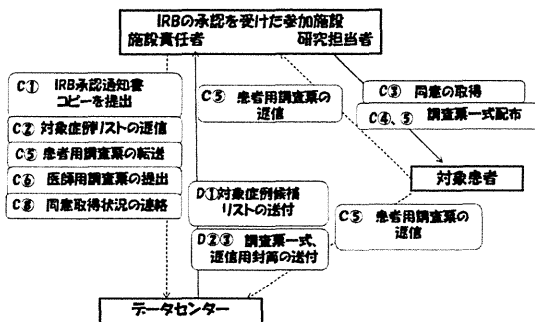 IRBの承認を受けた参加施設
施設責任者 研究担当者
C① IRB承認通知書
コピーを提出
C② 対象症例リストの返信
C⑤ 患者用調査票の転送
C⑥ 医師用調査票の提出
C⑧ 同意取得状況の連絡
C⑤ 患者用調査票の
返信
C③ 同意の取得
C④、⑤ 調査票一式配布
対象患者
D①対象症例候補
リストの送付
D②③ 調査票一式、
返信用封筒の送付
C⑤ 患者用調査票の
返信
データセンター